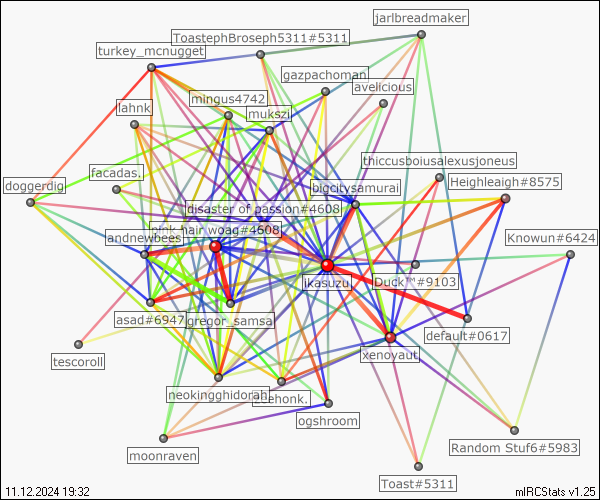 jarlbreadmaker
ToastephBroseph5311#5311
turkey_mcnugget
gazpachoman
avelicious
mingus4742
lahnk
mukszi
thiccusboiusalexusjoneus
facadas.
bigcitysamurai
Heighleaigh#8575
doggerdig
disaster of passion#4608
pink hair woag#4608
andnewbees
Knowun#6424
ikasuzu
Duck™#9103
asad#6947
gregor_samsa
default#0617
xenovaut
tescoroll
neokingghidorah
ogshroom
Random Stuf6#5983
moonraven
Toast#5311
11.12.2024 19:32
mIRCStats v1.25